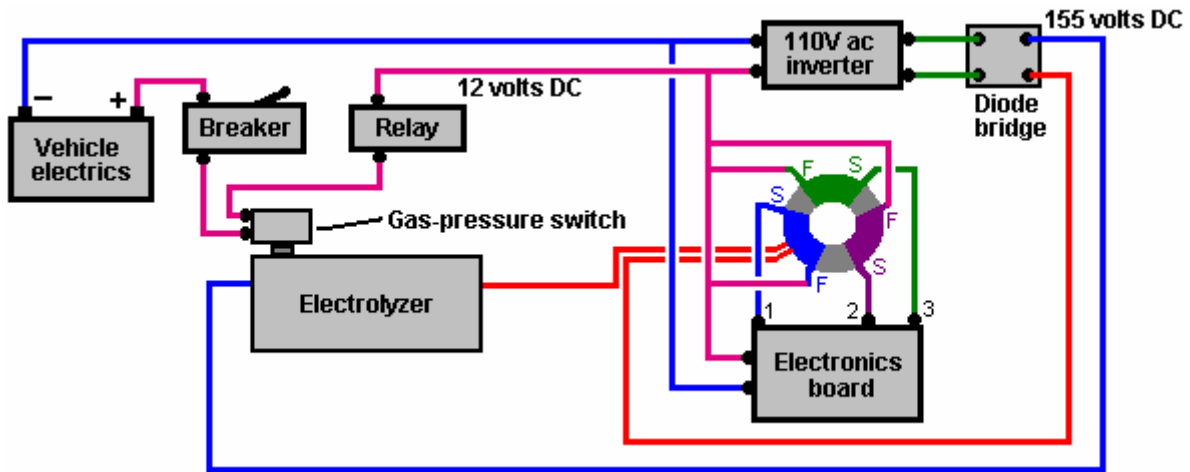 155 volts DC
110V ac
inverter
−
+
12 volts DC
Breaker
Relay
Diode
bridge
Vehicle
electrics
F
S
S
F
Gas-pressure switch
S
F
Electrolyzer
1
2
3
Electronics
board